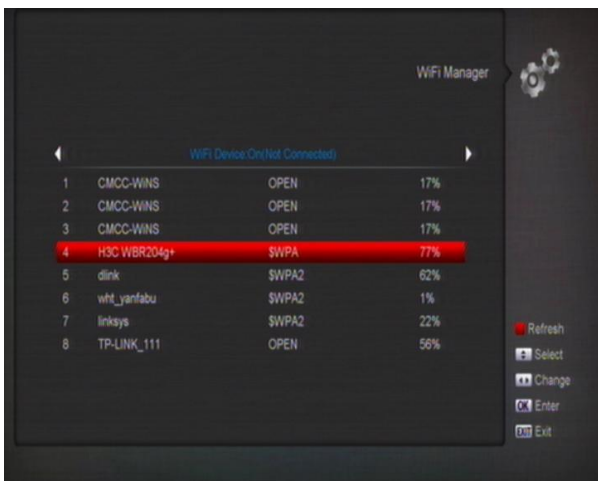 WiFi Manager
WiFi Device:On(Not Connected)
1 CMCC-WiNS OPEN 17%
2 CMCC-WiNS OPEN 17%
3 CMCC-WiNS OPEN 17%
4 H3C WBR204g+ $WPA 77%
5 dlink $WPA2 62%
6 wht_yanfabu $WPA2 1%
7 linksys $WPA2 22%
8 TP-LINK_111 OPEN 56%
Refresh
Select
Change
OK Enter
EXIT Exit